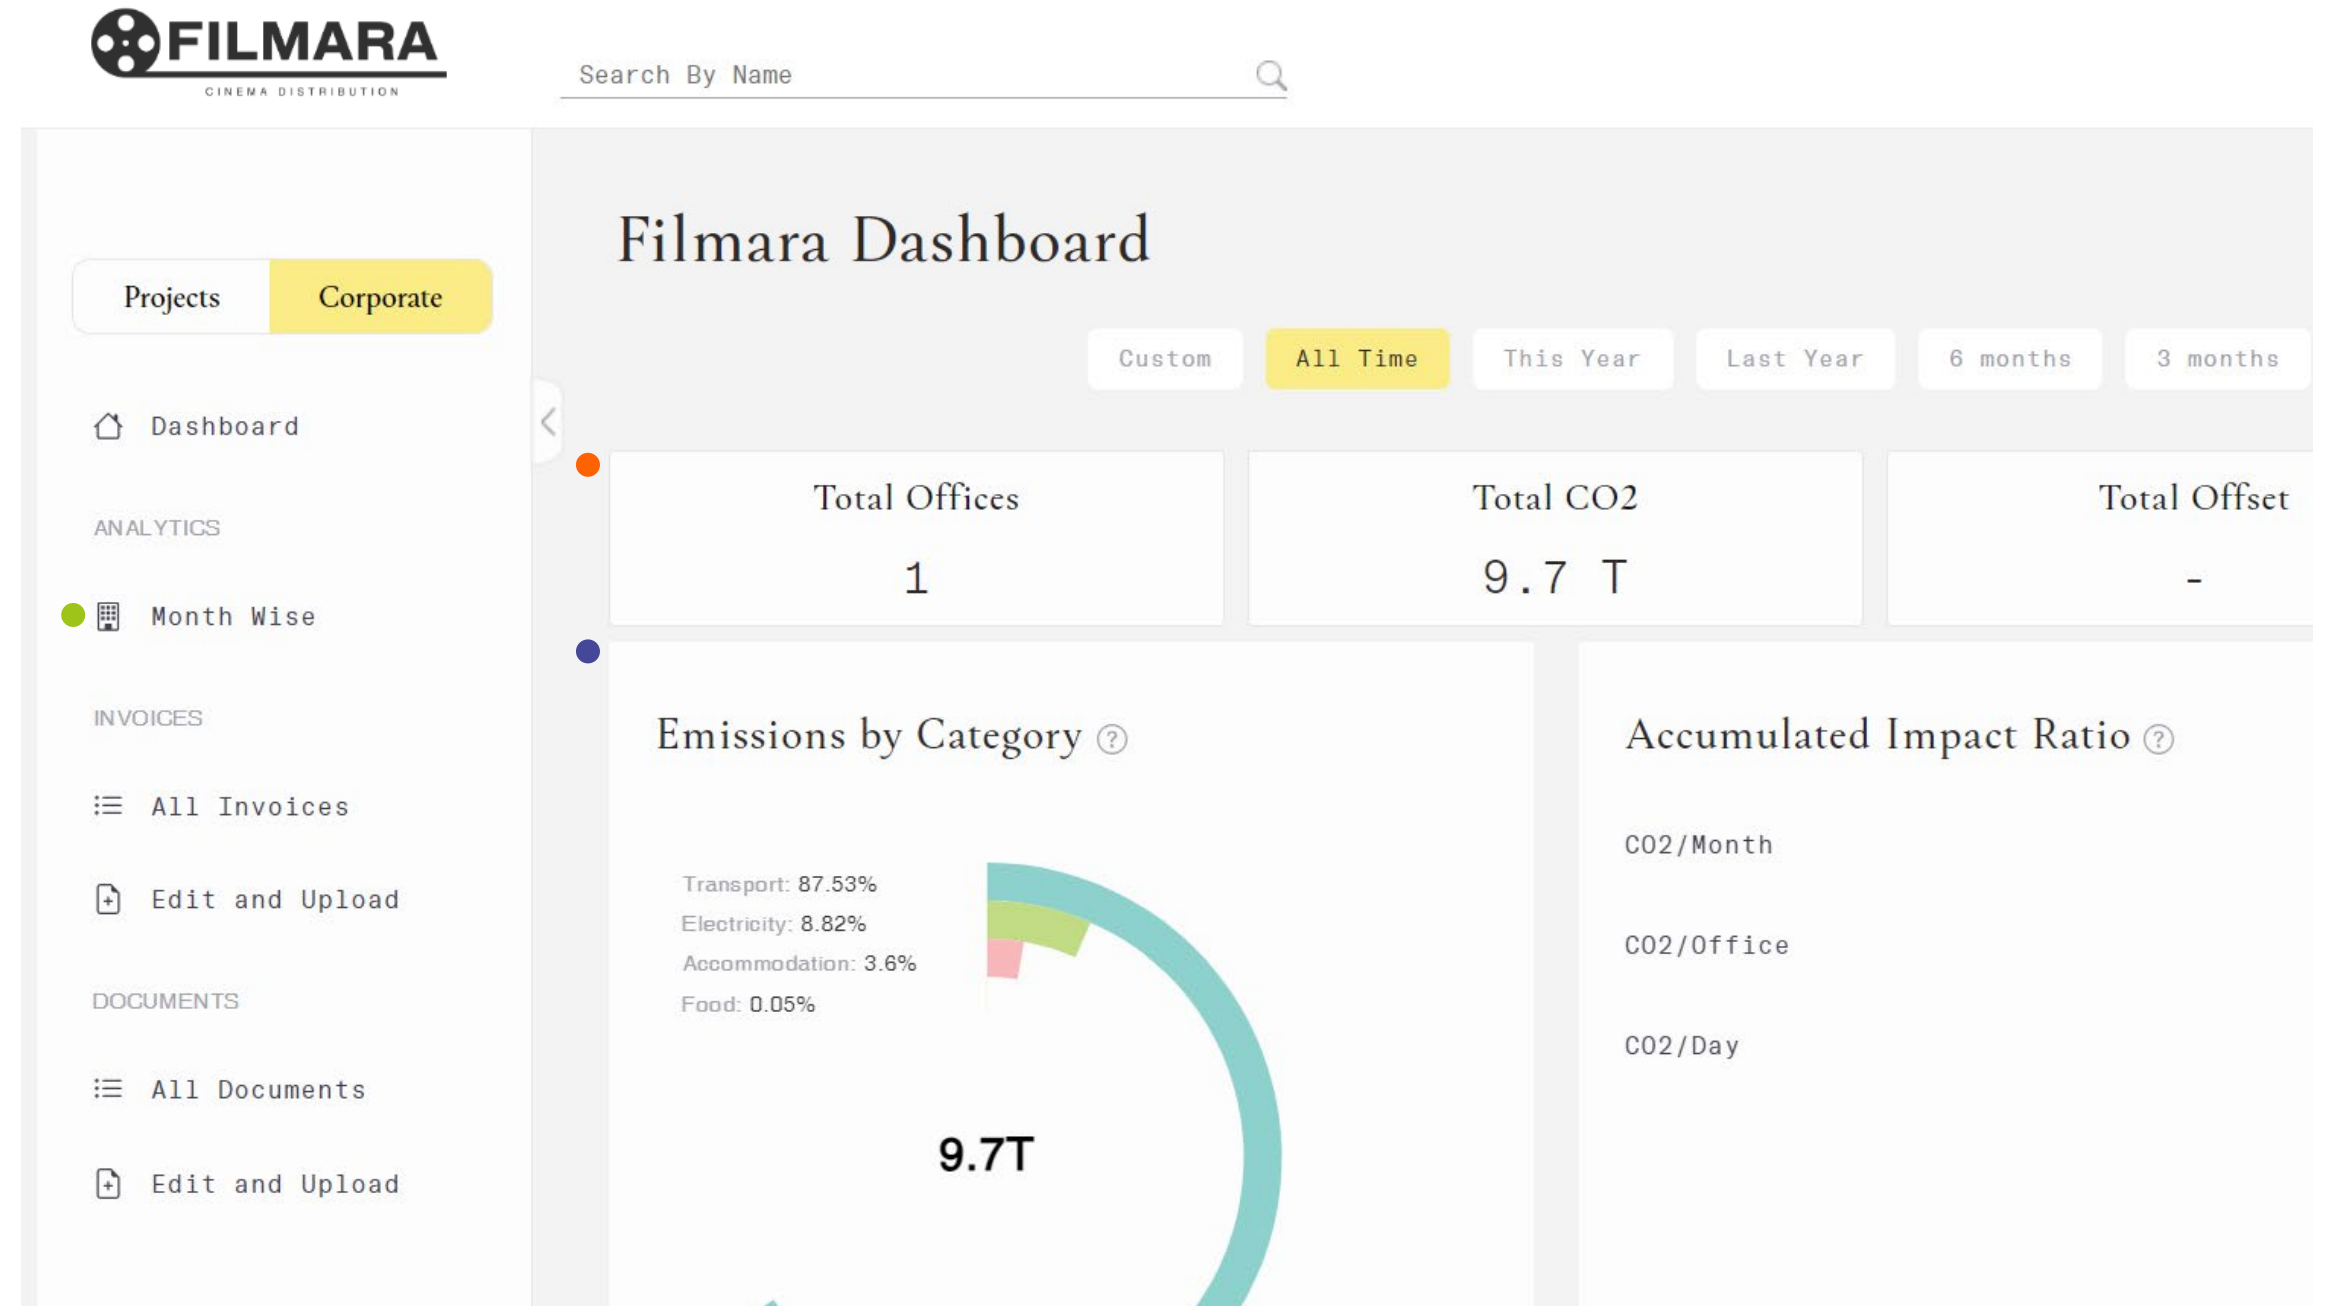 FILMARA
CINEMA DISTRIBUTION
Search By Name
Projects
Corporate
Dashboard
ANALYTICS
Month Wise
INVOICES
All Invoices
Edit and Upload
DOCUMENTS
All Documents
Edit and Upload
Filmara Dashboard
Custom
All Time
This Year
Last Year
6 months
3 months
Total Offices
1
Total CO2
9.7 T
Total Offset
-
Emissions by Category ?
Transport: 87.53%
Electricity: 8.82%
Accommodation: 3.6%
Food: 0.05%
9.7T
Accumulated Impact Ratio ?
CO2/Month
CO2/Office
CO2/Day